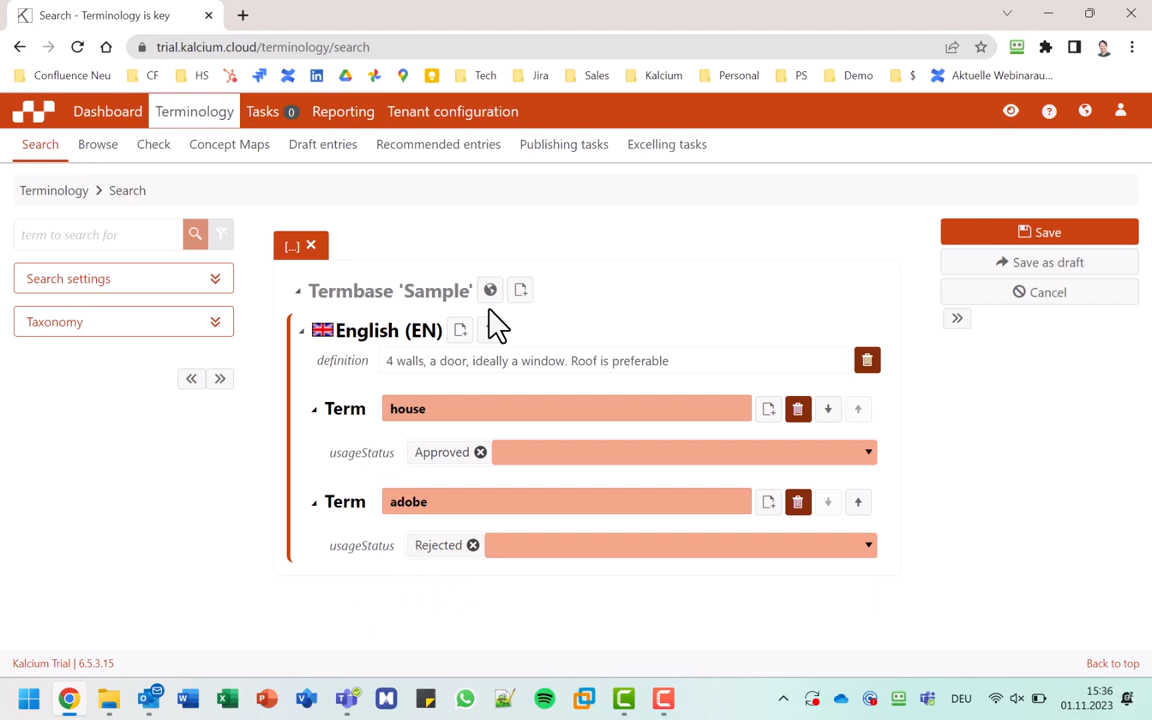 Search - Terminology is key
trial.kalcium.cloud/terminology/search
Confluence Neu CF HS Tech Jira Sales Kalcium Personal PS Demo $ Aktuelle Webinarau...
Dashboard Terminology Tasks 0 Reporting Tenant configuration
Search Browse Check Concept Maps Draft entries Recommended entries Publishing tasks Excelling tasks
Terminology > Search
term to search for
Search settings
Taxonomy
[...]
Termbase 'Sample'
English (EN)
definition 4 walls, a door, ideally a window. Roof is preferable
Term house
usageStatus Approved
Term adobe
usageStatus Rejected
Save
Save as draft
Cancel
Kalcium Trial | 6.5.3.15
Back to top
DEU
15:36
01.11.2023